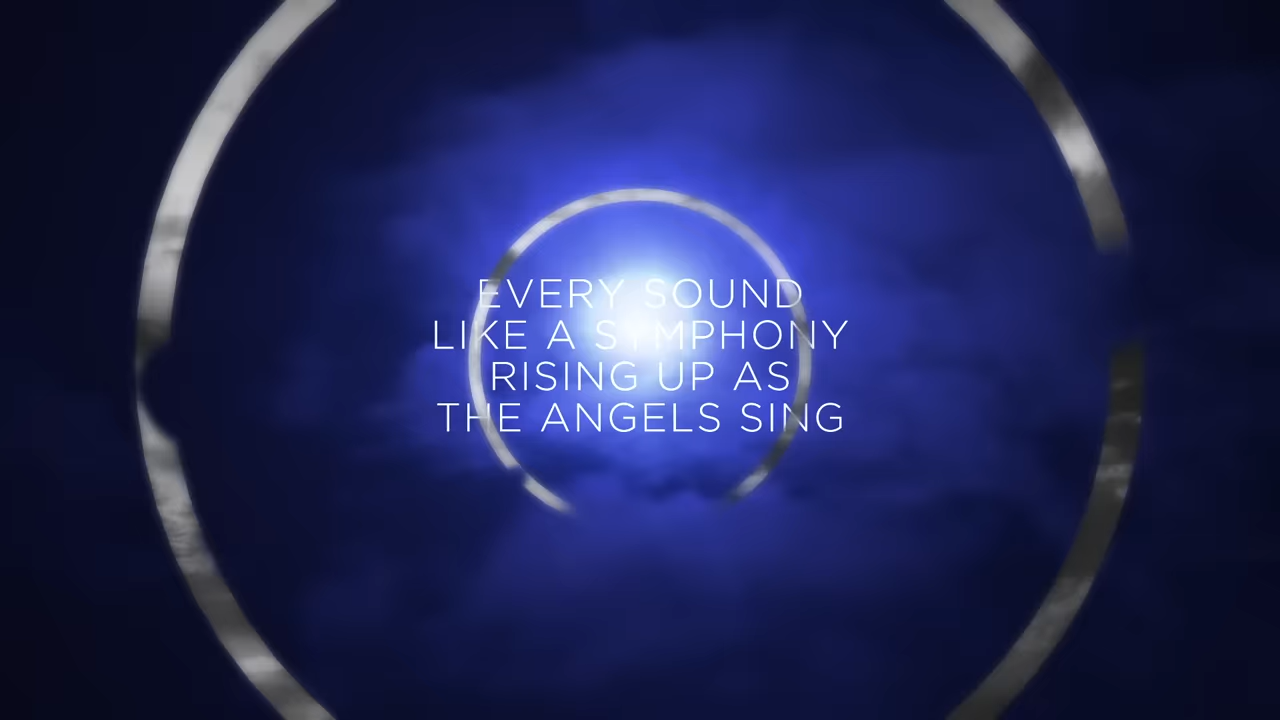 EVERY SOUND
LIKE A SYMPHONY
RISING UP AS
THE ANGELS SING